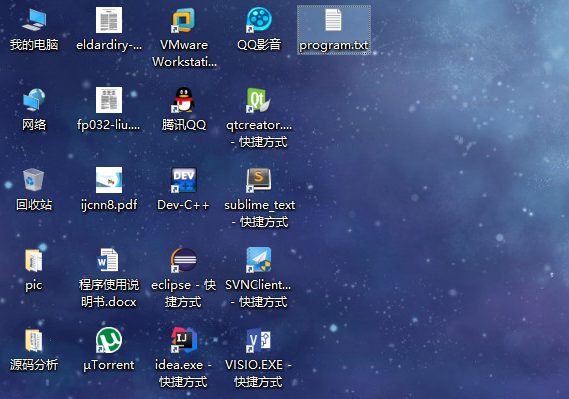 我的电脑
eldardiry-...
VMware
Workstati...
QQ影音
program.txt
网络
fp032-liu....
腾讯QQ
qtcreator....
- 快捷方式
回收站
ijcnn8.pdf
DEV
Dev-C++
S
sublime_text
- 快捷方式
pic
程序使用说
明书.docx
eclipse - 快
捷方式
SVNClient...
- 快捷方式
源码分析
µTorrent
IJ
idea.exe -
快捷方式
V
VISIO.EXE -
快捷方式
Qt
W